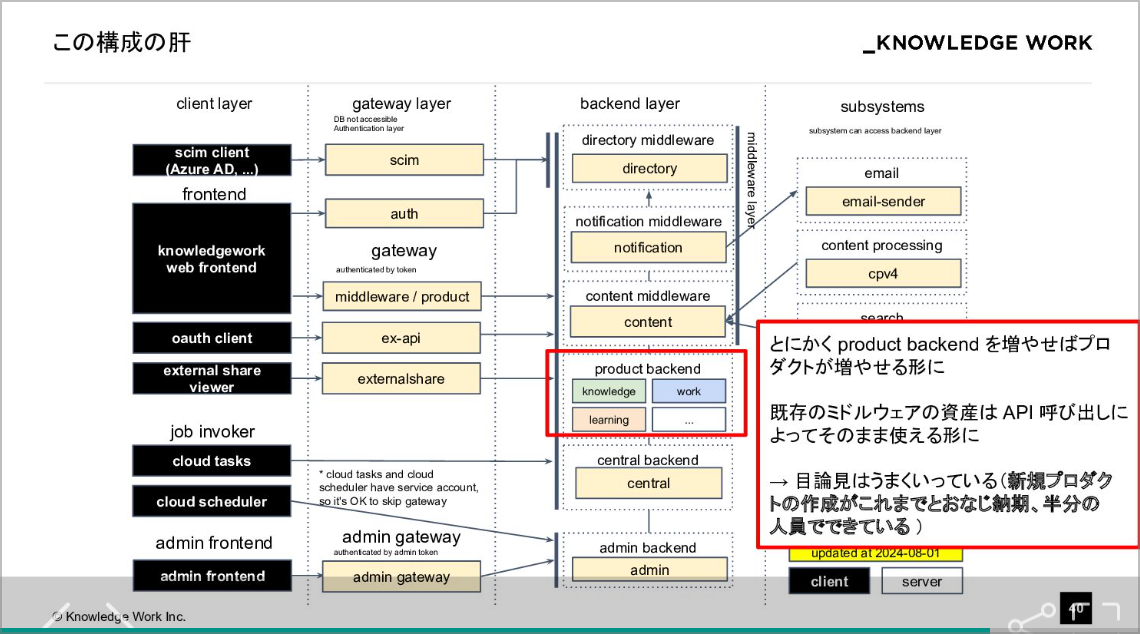 この構成の肝
_KNOWLEDGE WORK
client layer
scim client
(Azure AD, ...)
frontend
knowledgework
web frontend
oauth client
external share
viewer
job invoker
cloud tasks
cloud scheduler
admin frontend
admin frontend
gateway layer
DB not accessible
Authentication layer
scim
auth
gateway
authenticated by token
middleware / product
ex-api
externalshare
* cloud tasks and cloud
scheduler have service account,
so it's OK to skip gateway
admin gateway
authenticated by admin token
admin gateway
backend layer
directory middleware
directory
notification middleware
notification
content middleware
content
product backend
knowledge
work
learning
...
central backend
central
admin backend
admin
middleware layer
subsystems
subsystem can access backend layer
email
email-sender
content processing
cpv4
search
とにかく product backend を増やせばプロ
ダクトが増やせる形に
既存のミドルウェアの資産は API 呼び出しに
よってそのまま使える形に
→ 目論見はうまくいっている（新規プロダク
トの作成がこれまでとおなじ納期、半分の
人員でできている ）
updated at 2024-08-01
client
server
© Knowledge Work Inc.
40